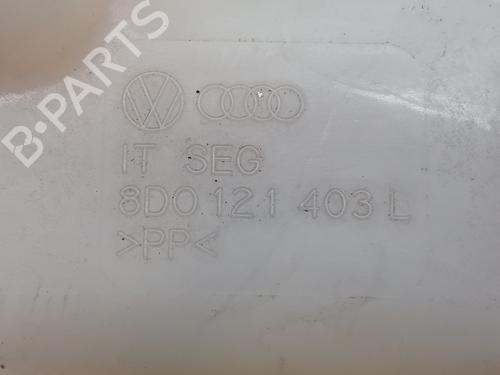 B-PARTS
IT SEG
8D0 121 403 L
>PP<